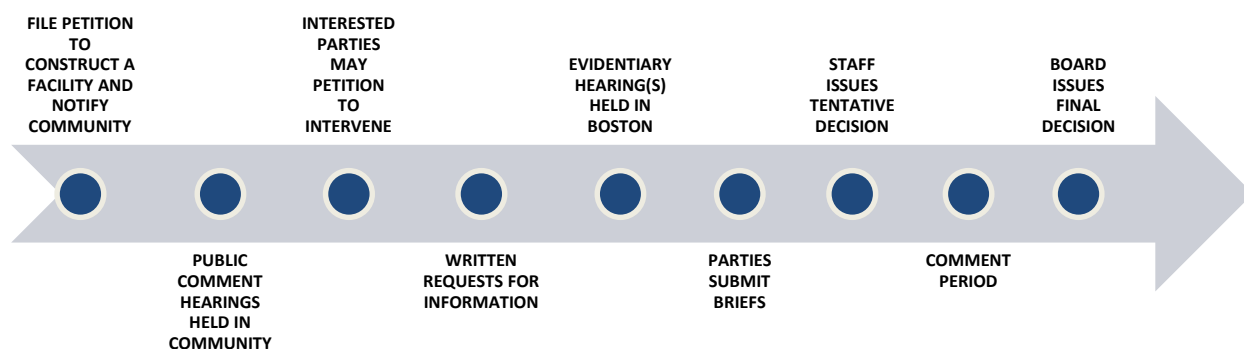 FILE PETITION
TO
CONSTRUCT A
FACILITY AND
NOTIFY
COMMUNITY
PUBLIC
COMMENT
HEARINGS
HELD IN
COMMUNITY
INTERESTED
PARTIES
MAY
PETITION
TO
INTERVENE
WRITTEN
REQUESTS FOR
INFORMATION
EVIDENTIARY
HEARING(S)
HELD IN
BOSTON
PARTIES
SUBMIT
BRIEFS
STAFF
ISSUES
TENTATIVE
DECISION
COMMENT
PERIOD
BOARD
ISSUES
FINAL
DECISION